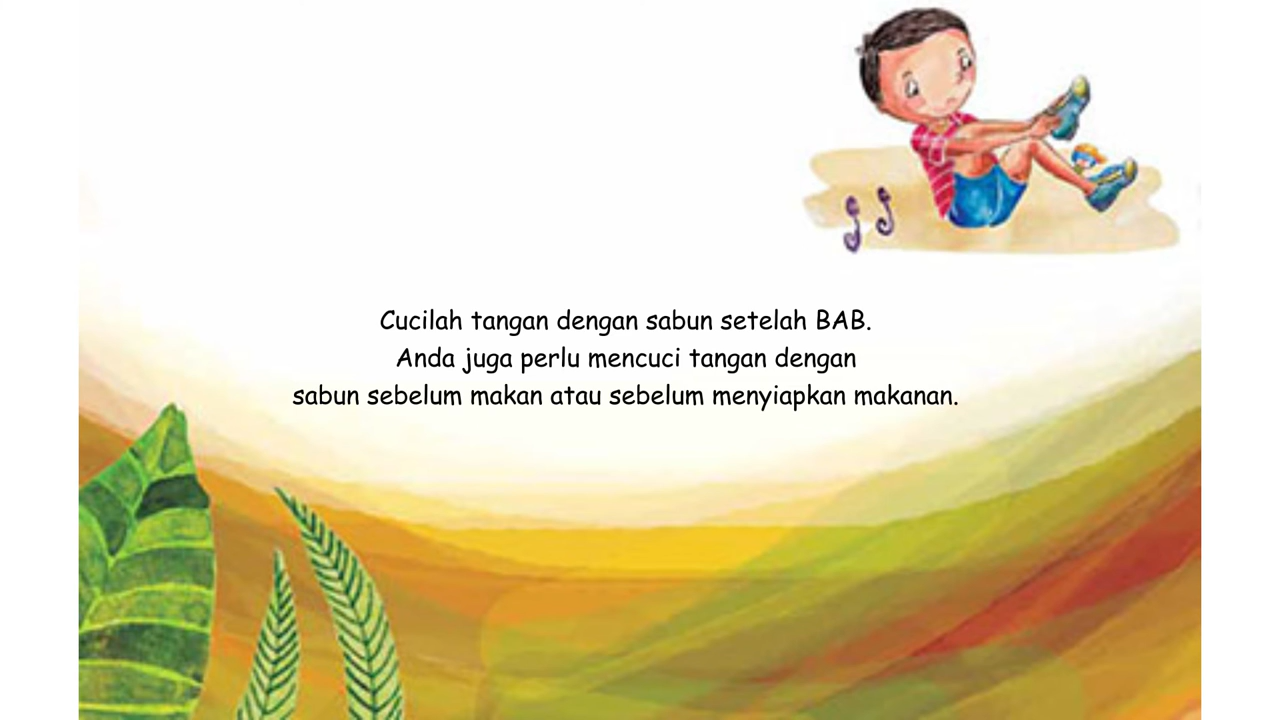 Cucilah tangan dengan sabun setelah BAB.
Anda juga perlu mencuci tangan dengan
sabun sebelum makan atau sebelum menyiapkan makanan.